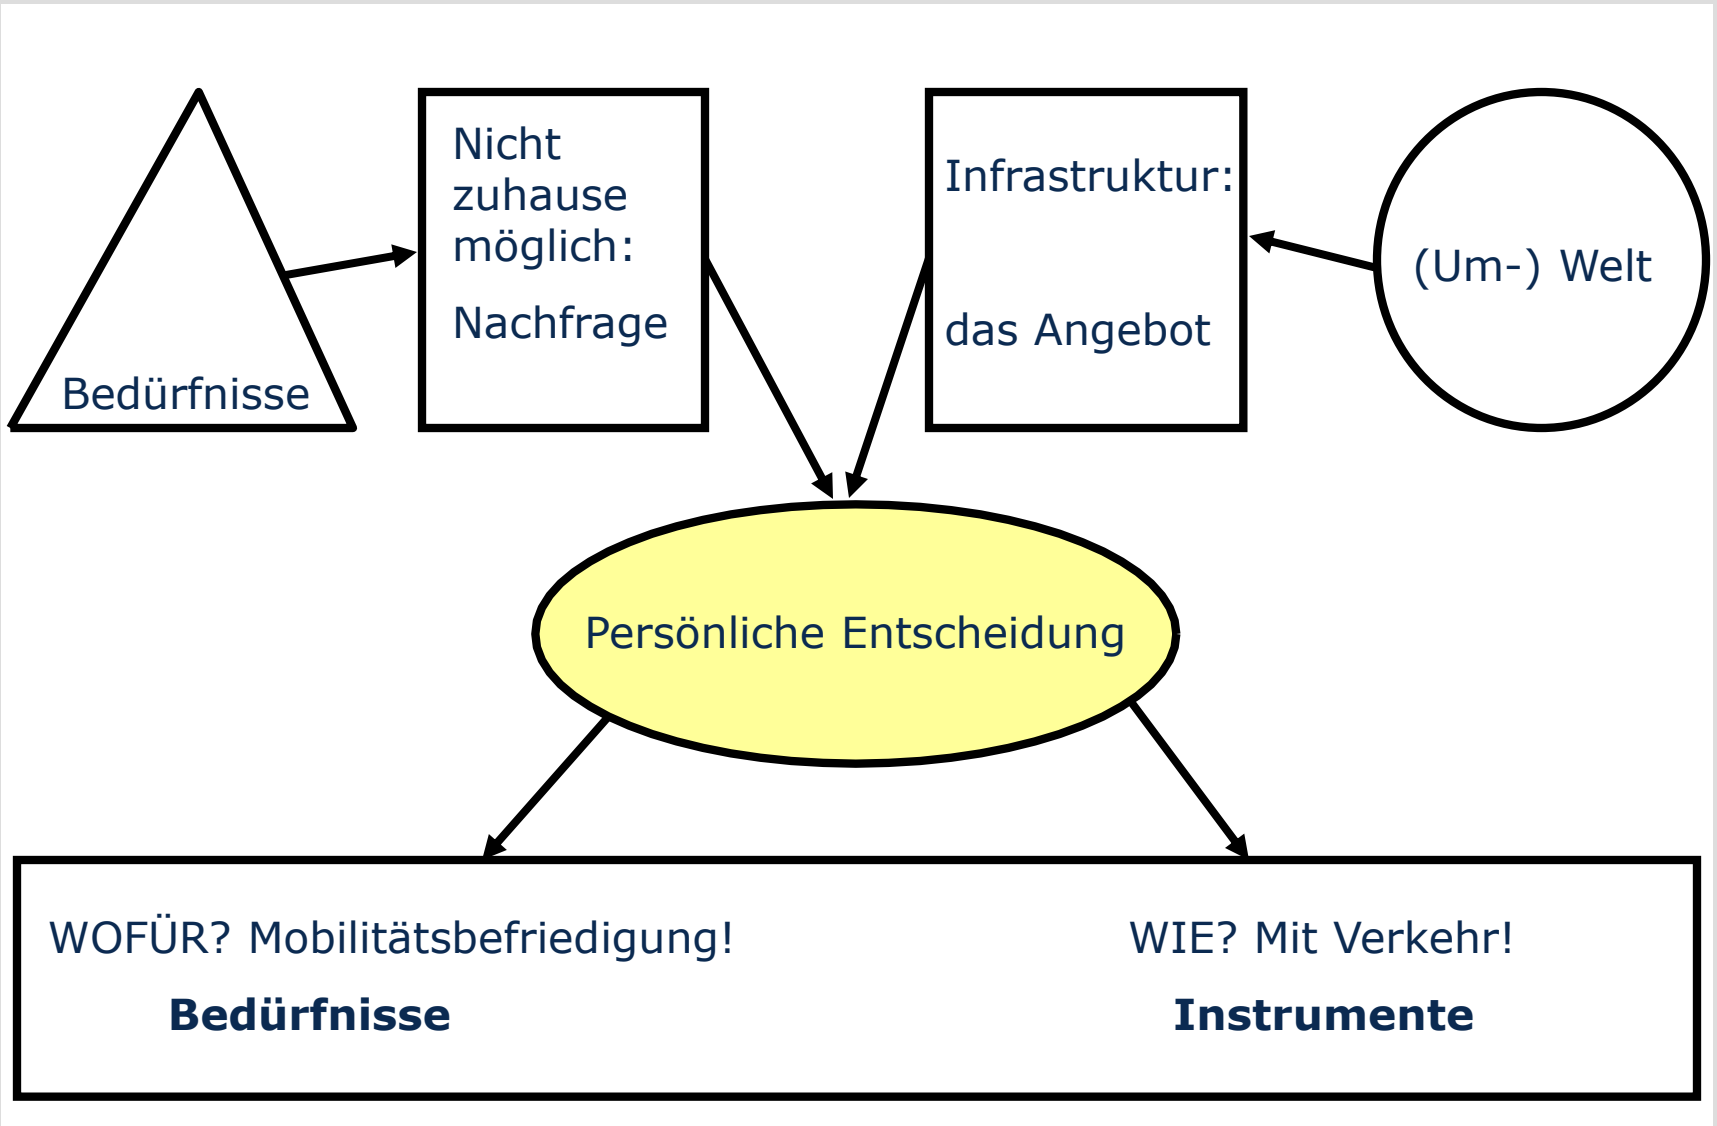 Nicht
zuhause
möglich:
Nachfrage
Bedürfnisse
Infrastruktur:
das Angebot
(Um-) Welt
Persönliche Entscheidung
WOFÜR? Mobilitätsbefriedigung!
Bedürfnisse
WIE? Mit Verkehr!
Instrumente